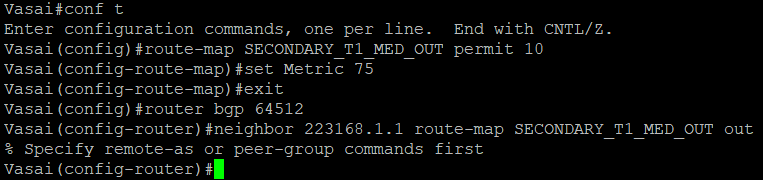 Vasai#conf t
Enter configuration commands, one per line.  End with CNTL/Z.
Vasai(config)#route-map SECONDARY_T1_MED_OUT permit 10
Vasai(config-route-map)#set Metric 75
Vasai(config-route-map)#exit
Vasai(config)#router bgp 64512
Vasai(config-router)#neighbor 223168.1.1 route-map SECONDARY_T1_MED_OUT out
% Specify remote-as or peer-group commands first
Vasai(config-router)#